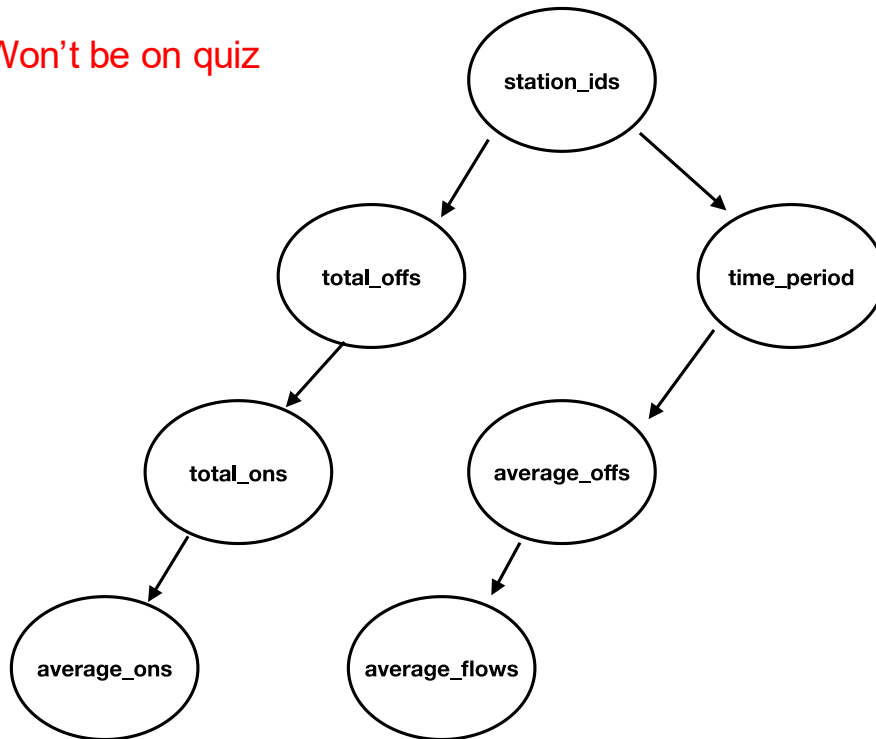 Won't be on quiz
station_ids
total_offs
time_period
total_ons
average_offs
average_ons
average_flows